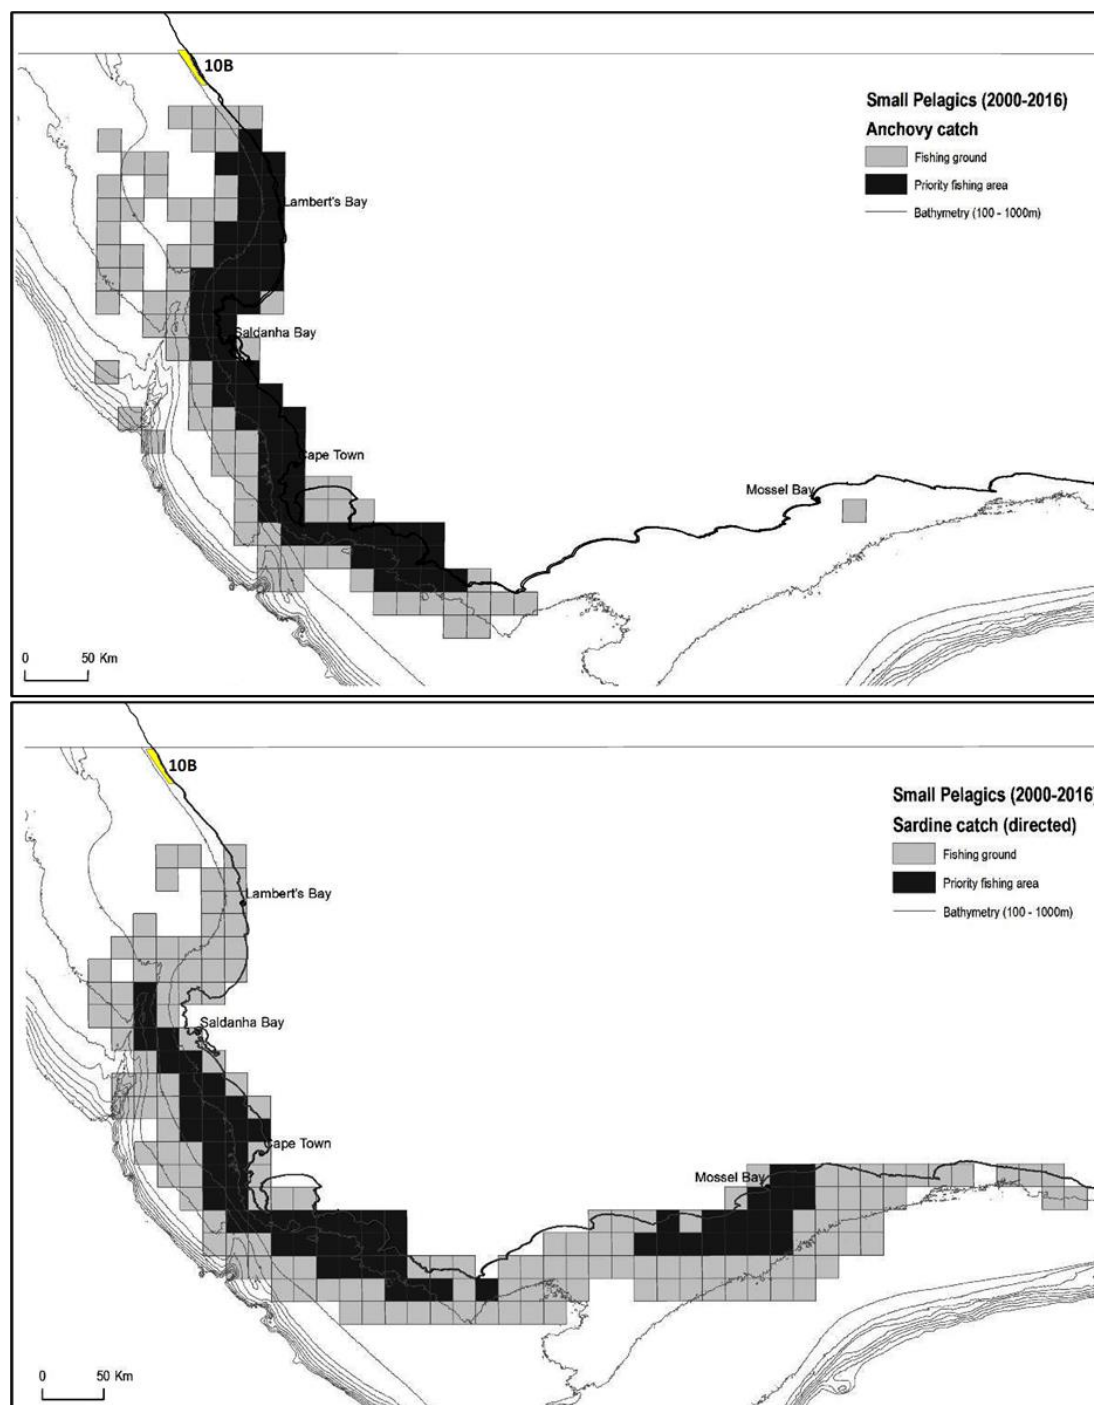 10B
Small Pelagics (2000-2016)
Anchovy catch
Fishing ground
Priority fishing area
Bathymetry (100 - 1000m)
Lambert's Bay
Saldanha Bay
Cape Town
Mossel Bay
0 50 Km
10B
Small Pelagics (2000-2016)
Sardine catch (directed)
Fishing ground
Priority fishing area
Bathymetry (100 - 1000m)
Lambert's Bay
Saldanha Bay
Cape Town
Mossel Bay
0 50 Km